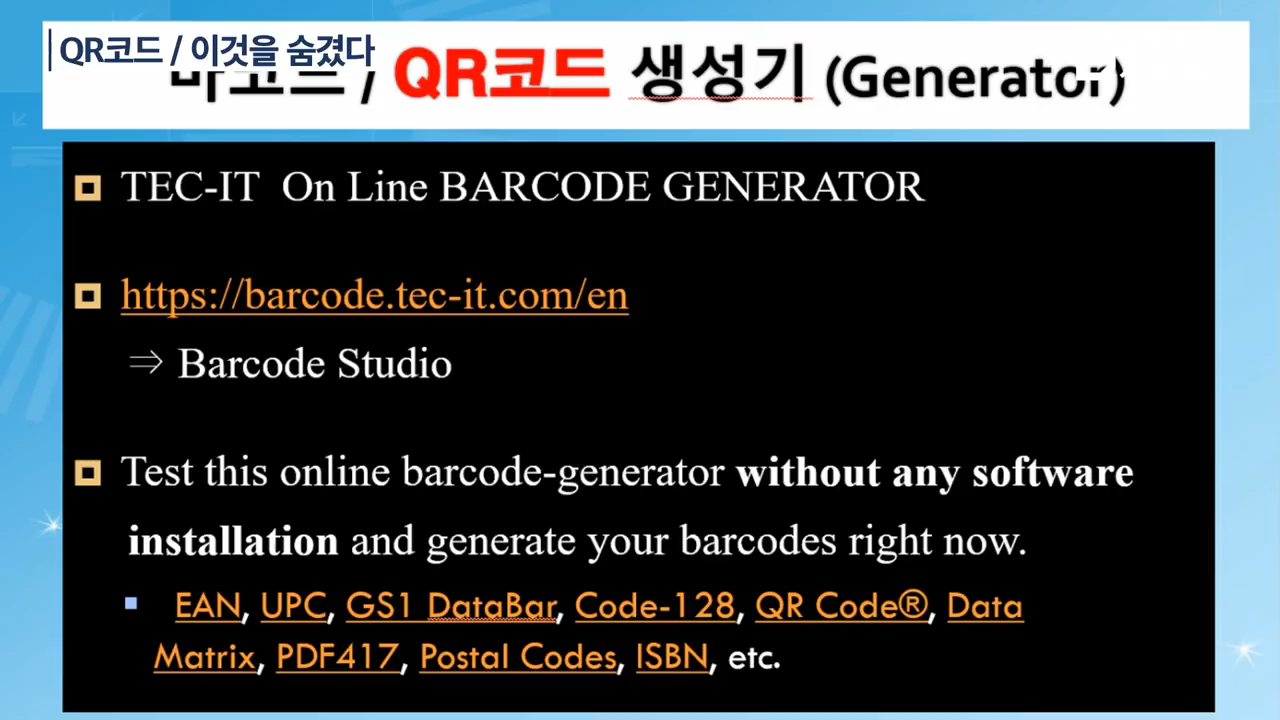 QR코드 / 이것을 숨겼다
바코드 / QR코드 생성기 (Generator)
TEC-IT On Line BARCODE GENERATOR
https://barcode.tec-it.com/en
⇒ Barcode Studio
Test this online barcode-generator without any software
installation and generate your barcodes right now.
EAN, UPC, GS1 DataBar, Code-128, QR Code®, Data
Matrix, PDF417, Postal Codes, ISBN, etc.